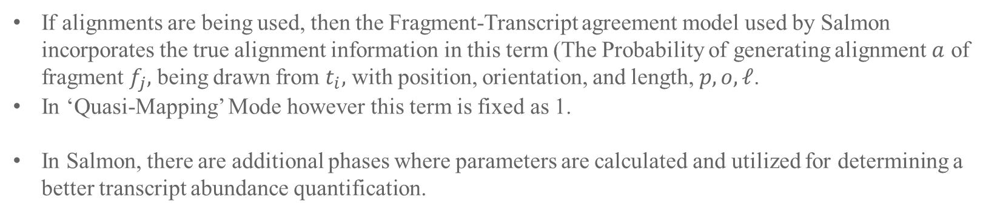 • If alignments are being used, then the Fragment-Transcript agreement model used by Salmon
incorporates the true alignment information in this term (The Probability of generating alignment 𝑎 of
fragment 𝑓ⱼ, being drawn from 𝑡ᵢ, with position, orientation, and length, 𝑝, 𝑜, ℓ.
• In ‘Quasi-Mapping’ Mode however this term is fixed as 1.
• In Salmon, there are additional phases where parameters are calculated and utilized for determining a
better transcript abundance quantification.